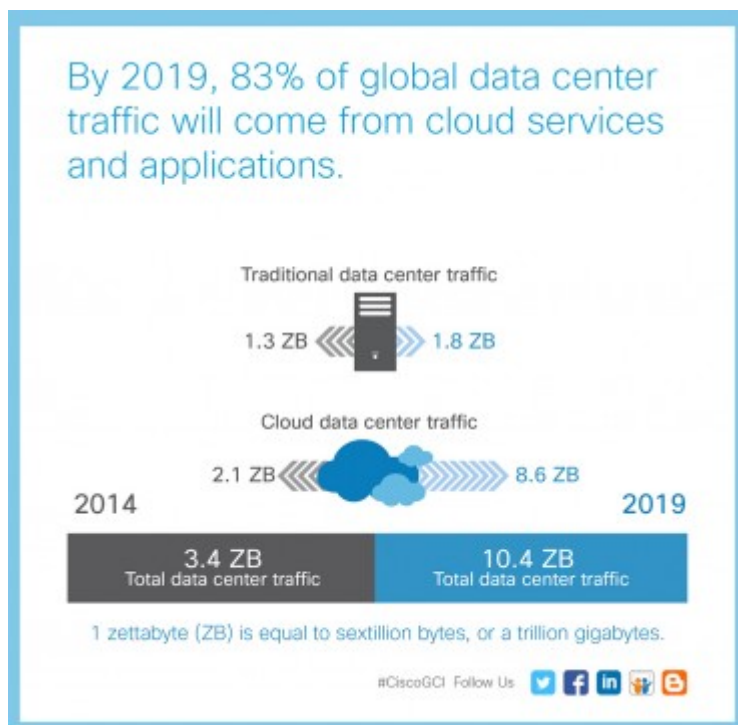 By 2019, 83% of global data center
traffic will come from cloud services
and applications.
Traditional data center traffic
1.3 ZB 1.8 ZB
Cloud data center traffic
2.1 ZB 8.6 ZB
2014 2019
3.4 ZB 10.4 ZB
Total data center traffic Total data center traffic
1 zettabyte (ZB) is equal to sextillion bytes, or a trillion gigabytes.
#CiscoGCI Follow Us